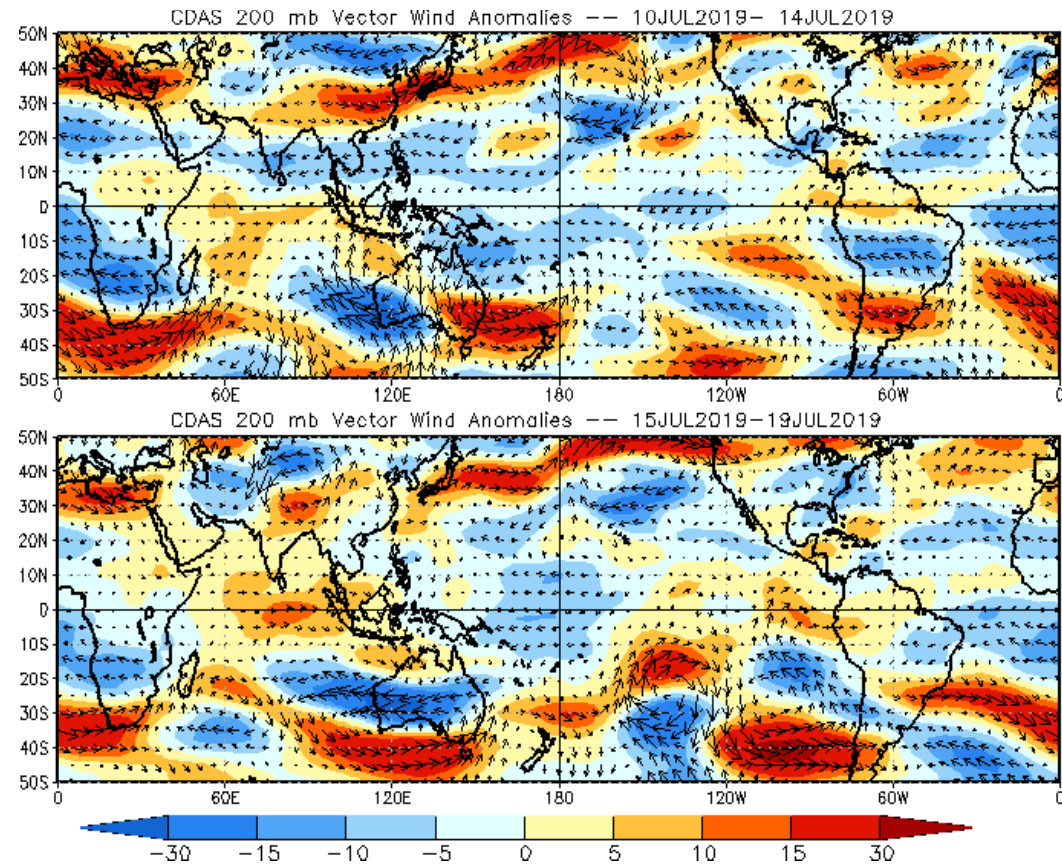 CDAS 200 mb Vector Wind Anomalies -- 10JUL2019- 14JUL2019
50N
40N
30N
20N
10N
0
10S
20S
30S
40S
50S
0 60E 120E 180 120W 60W 0
CDAS 200 mb Vector Wind Anomalies -- 15JUL2019-19JUL2019
50N
40N
30N
20N
10N
0
10S
20S
30S
40S
50S
0 60E 120E 180 120W 60W 0
-30 -15 -10 -5 0 5 10 15 30